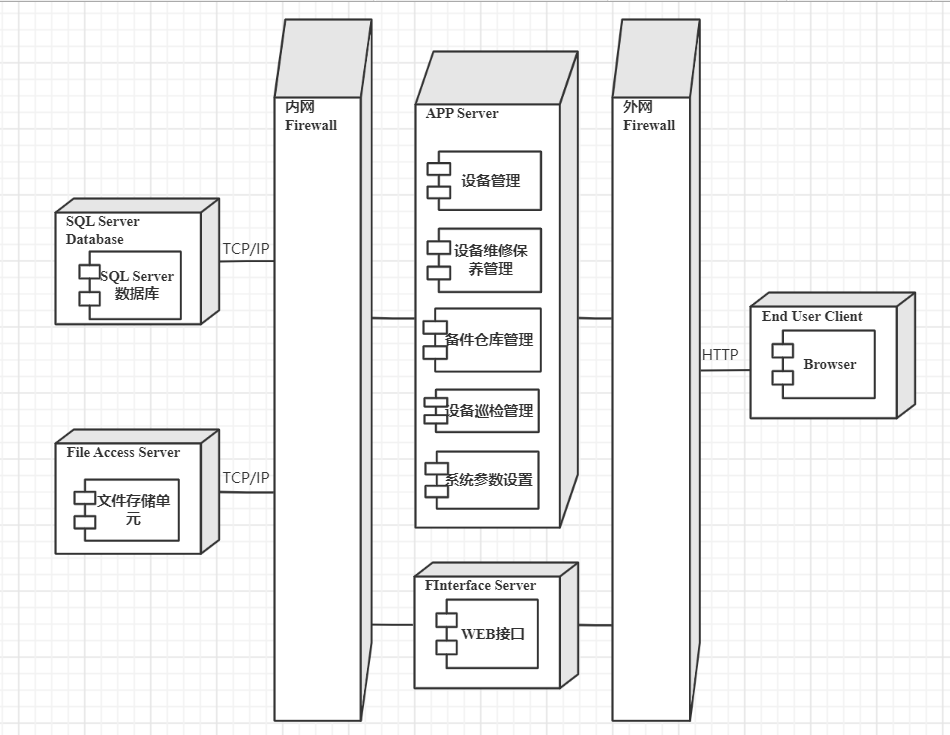 SQL Server
Database
SQL Server
数据库
TCP/IP
File Access Server
文件存储单
元
TCP/IP
内网
Firewall
APP Server
设备管理
设备维修保
养管理
备件仓库管理
设备巡检管理
系统参数设置
FInterface Server
WEB接口
外网
Firewall
HTTP
End User Client
Browser